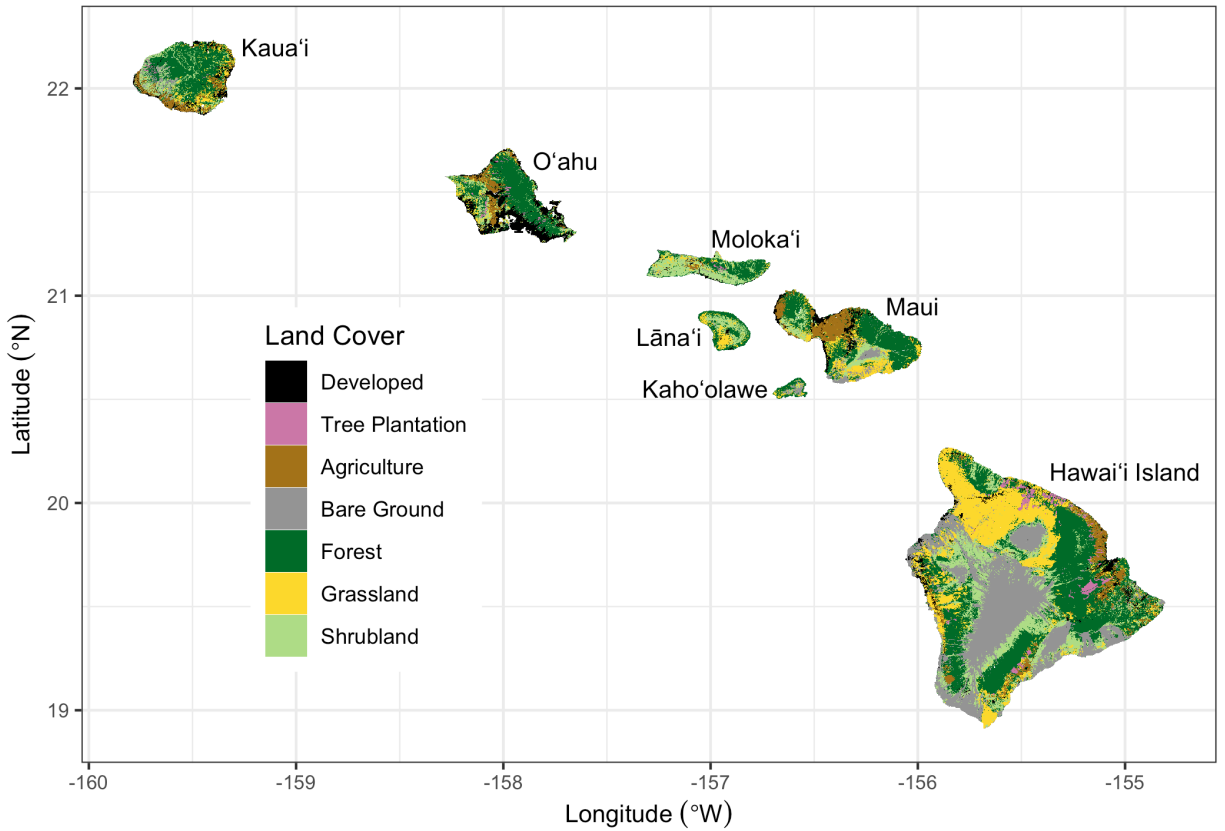 Kauaʻi
22
Oʻahu
Molokaʻi
21
Maui
Lānaʻi
Land Cover
Kahoʻolawe
Developed
Tree Plantation
Agriculture
Bare Ground
Forest
Grassland
Shrubland
Hawaiʻi Island
20
19
Latitude (°N)
-160
-159
-158
-157
-156
-155
Longitude (°W)